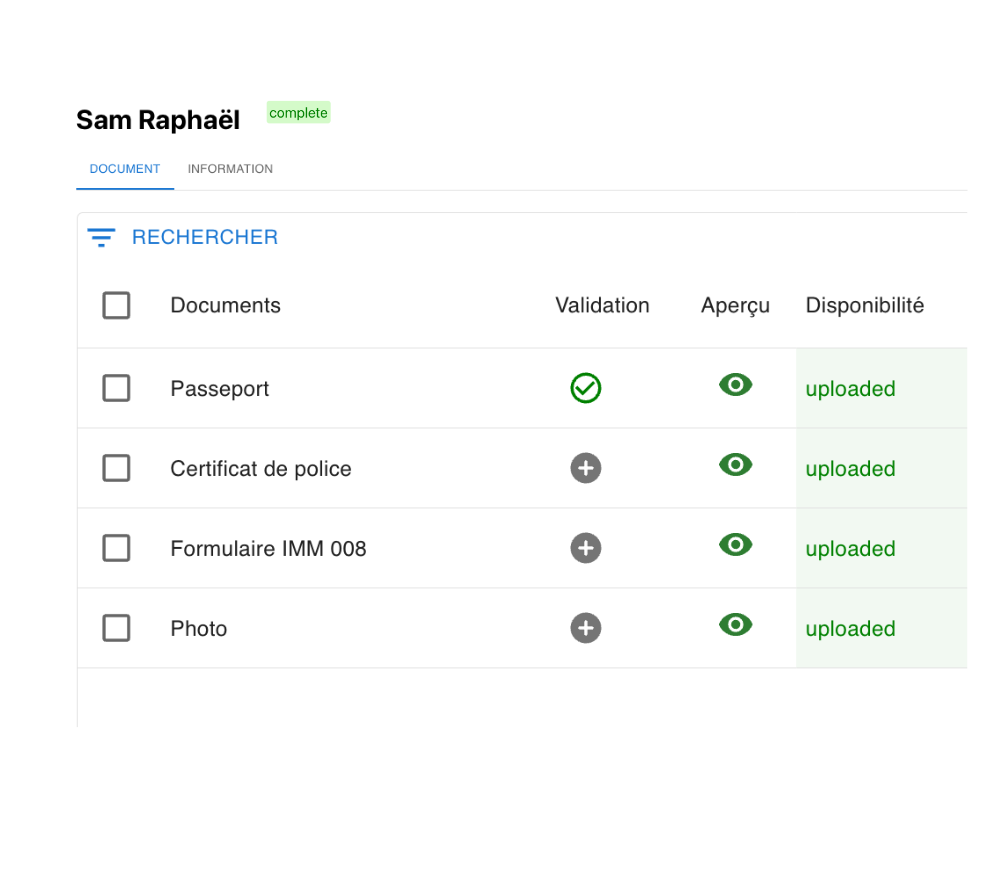 Sam Raphaël complete
DOCUMENT INFORMATION
RECHERCHER
Documents Validation Aperçu Disponibilité
Passeport uploaded
Certificat de police uploaded
Formulaire IMM 008 uploaded
Photo uploaded